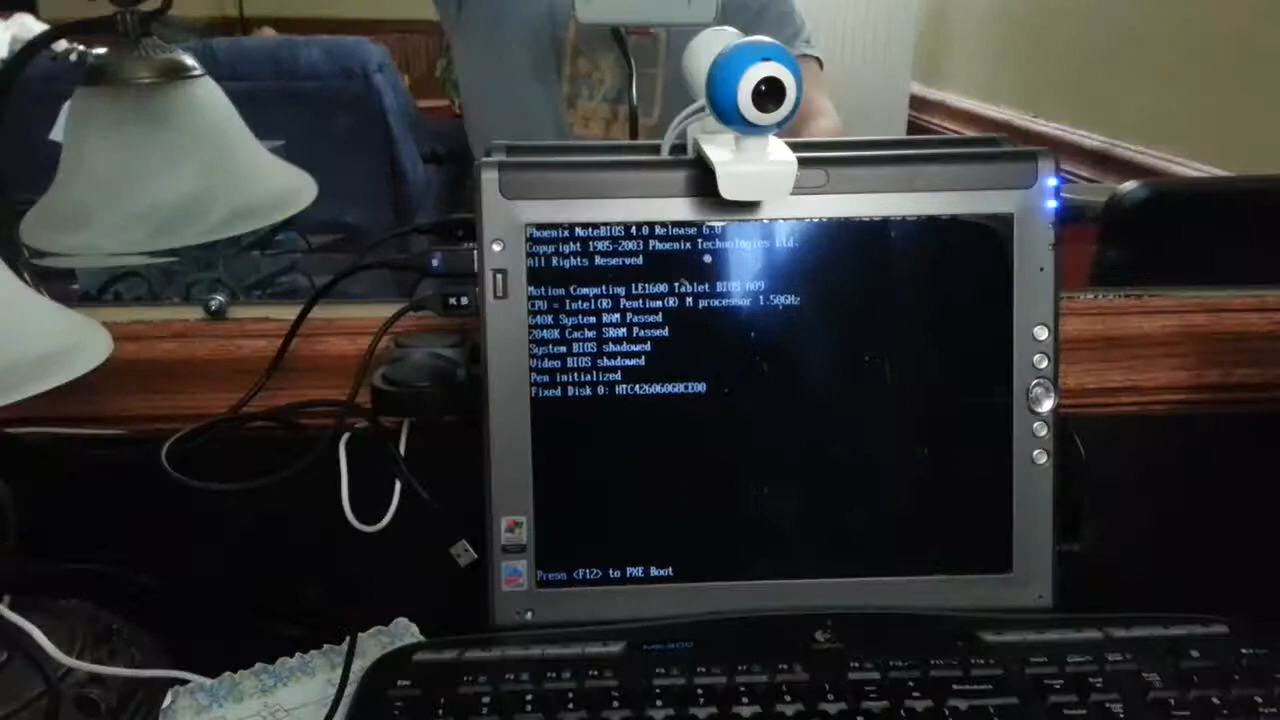 Phoenix NoteBIOS 4.0 Release 6.0
Copyright 1985-2003 Phoenix Technologies Ltd.
All Rights Reserved
Motion Computing LE1600 Tablet BIOS A09
CPU = Intel(R) Pentium(R) M processor 1.50GHz
640K System RAM Passed
2048K Cache SRAM Passed
System BIOS shadowed
Video BIOS shadowed
Pen initialized
Fixed Disk 0: HTC426060G8CE00
Press <F12> to PXE Boot
KB